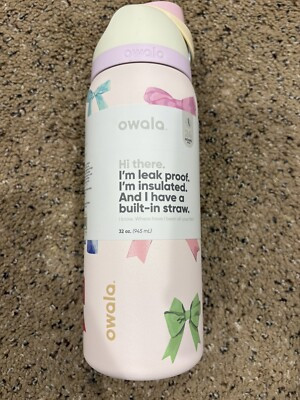 owala
owala
Hi there.
I'm leak proof.
I'm insulated.
And I have a
built-in straw.
32 oz. (945 mL)
owala